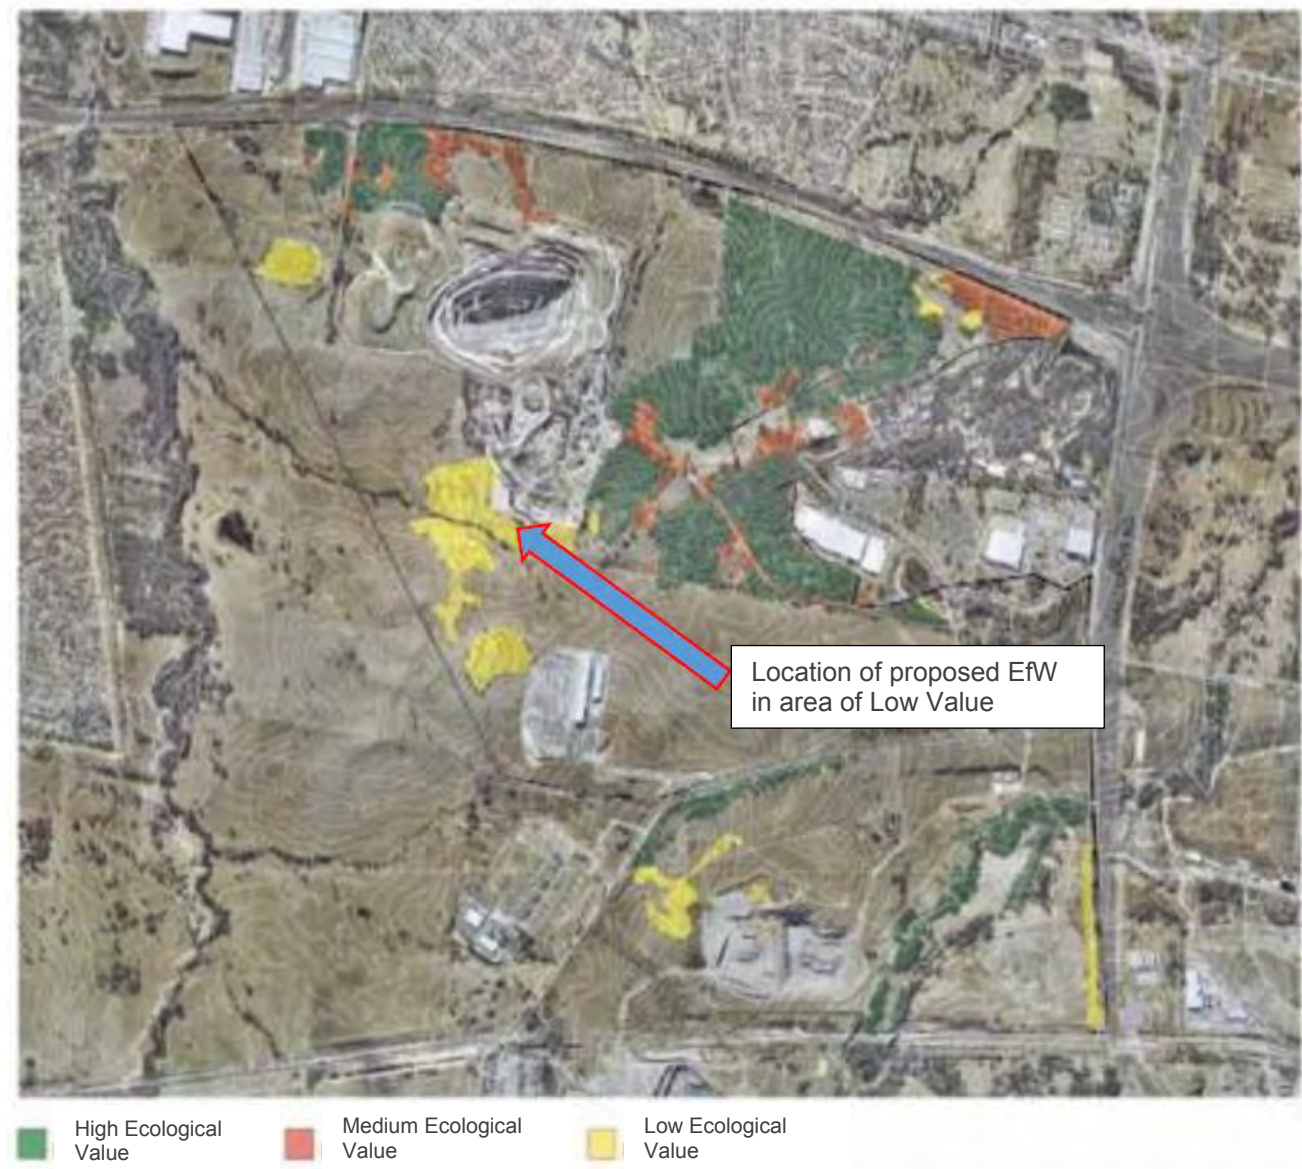 Location of proposed EfW
in area of Low Value
High Ecological
Value
Medium Ecological
Value
Low Ecological
Value